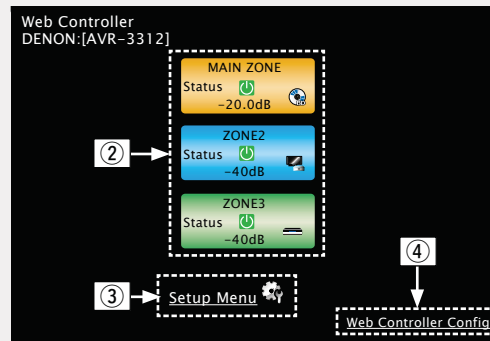 Web Controller
DENON:[AVR-3312]
MAIN ZONE
Status
-20.0dB
② ZONE2
Status
-40dB
ZONE3
Status
-40dB
④
③ Setup Menu
Web Controller Config